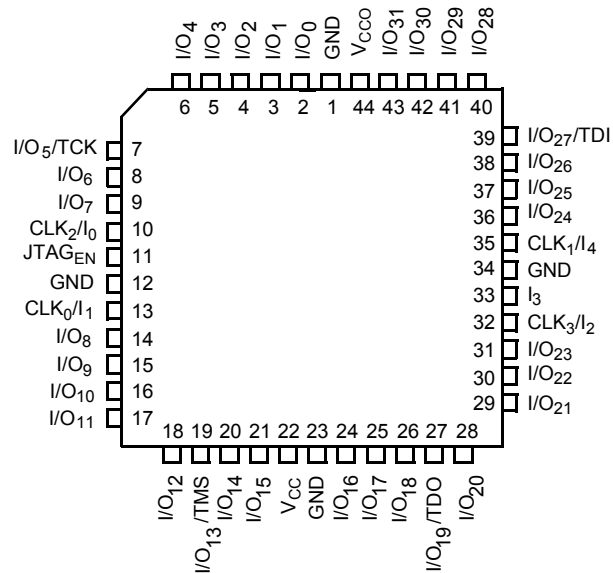 I/O4
I/O3
I/O2
I/O1
I/O0
GND
VCCO
I/O31
I/O30
I/O29
I/O28
6
5
4
3
2
1
44
43
42
41
40
I/O5/TCK 7
I/O6 8
I/O7 9
CLK2/I0 10
JTAGEN 11
GND 12
CLK0/I1 13
I/O8 14
I/O9 15
I/O10 16
I/O11 17
39 I/O27/TDI
38 I/O26
37 I/O25
36 I/O24
35 CLK1/I4
34 GND
33 I3
32 CLK3/I2
31 I/O23
30 I/O22
29 I/O21
18
19
20
21
22
23
24
25
26
27
28
I/O12
I/O13/TMS
I/O14
I/O15
VCC
GND
I/O16
I/O17
I/O18
I/O19/TDO
I/O20